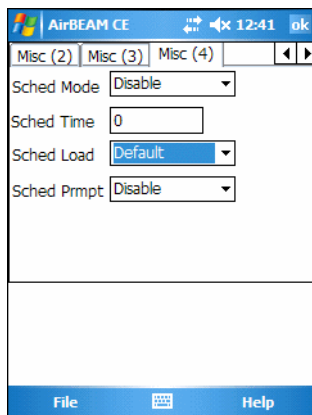 AirBEAM CE 12:41 ok
Misc (2) Misc (3) Misc (4)
Sched Mode Disable
Sched Time 0
Sched Load Default
Sched Prmpt Disable
File Help